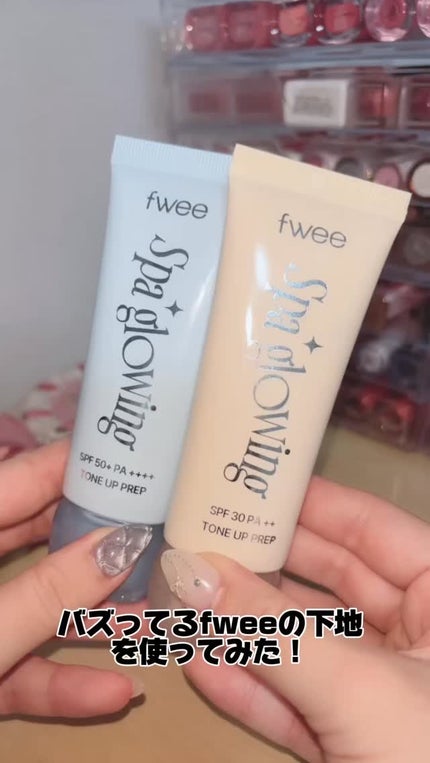 fwee
Spa glowing
SPF 50+ PA ++++
TONE UP PREP
fwee
Spa glowing
SPF 30 PA ++
TONE UP PREP
バズってるfweeの下地
を使ってみた！